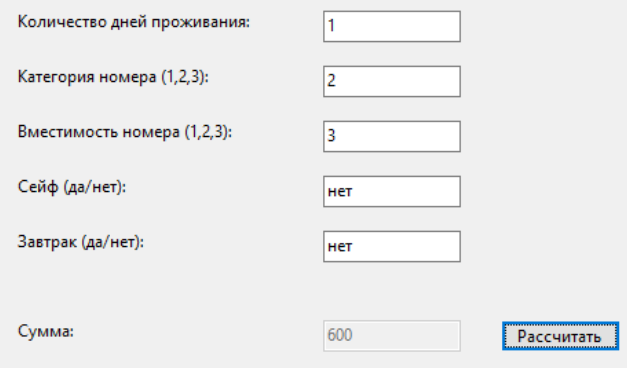 Количество дней проживания: 1
Категория номера (1,2,3): 2
Вместимость номера (1,2,3): 3
Сейф (да/нет): нет
Завтрак (да/нет): нет
Сумма: 600 Рассчитать